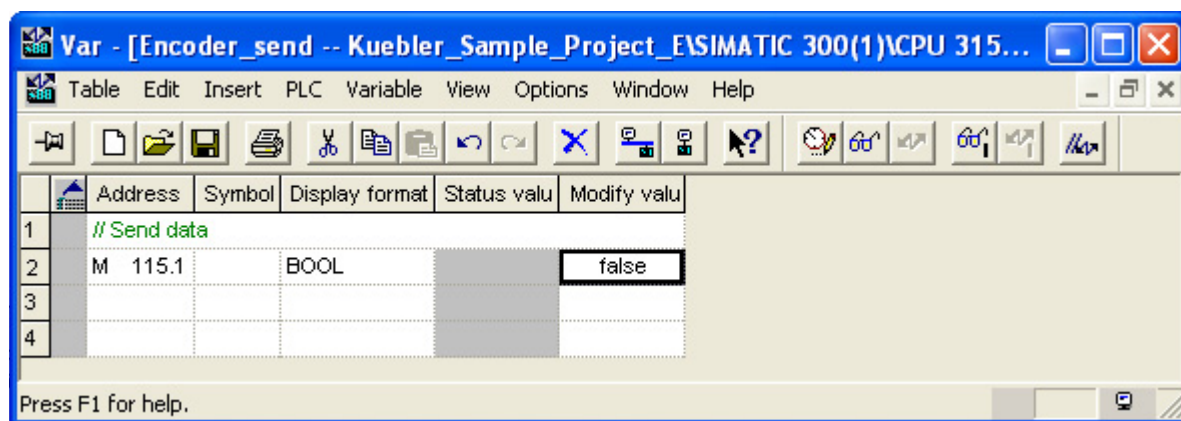 Var - [Encoder_send -- Kuebler_Sample_Project_E\SIMATIC 300(1)\CPU 315...
Table Edit Insert PLC Variable View Options Window Help
Address Symbol Display format Status valu Modify valu
1 // Send data
2 M 115.1 BOOL false
3
4
Press F1 for help.